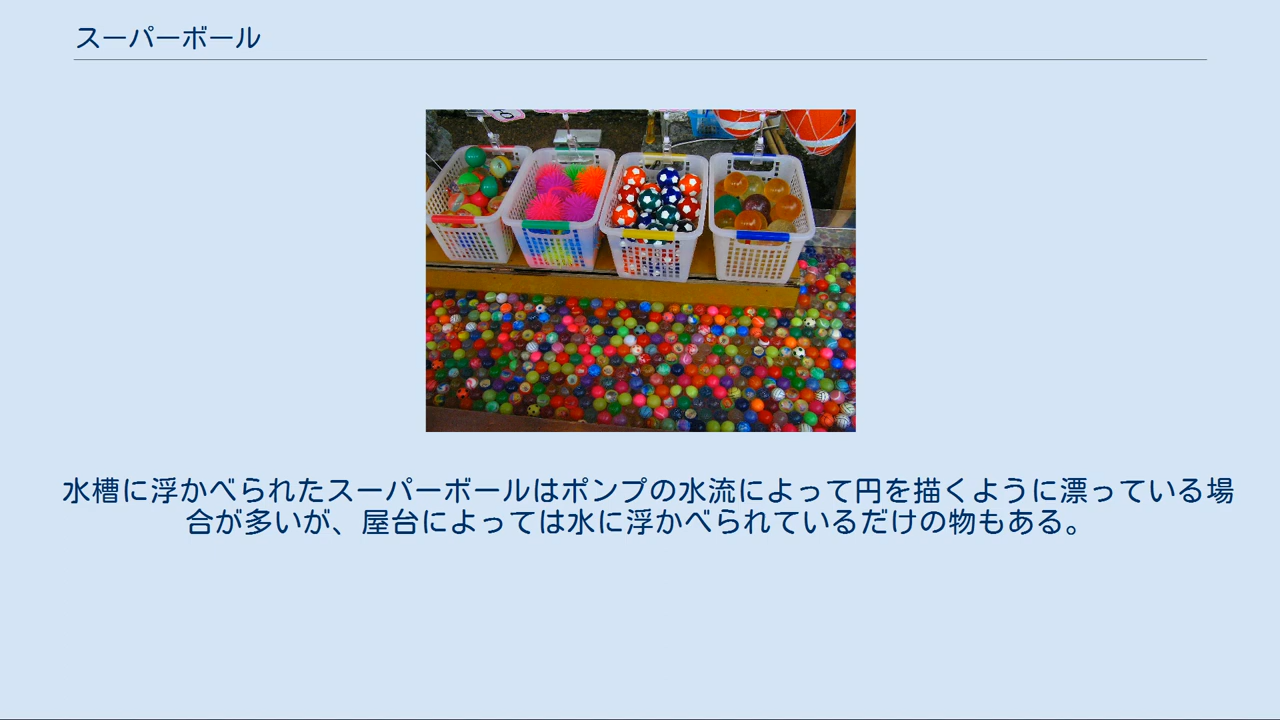 スーパーボール
水槽に浮かべられたスーパーボールはポンプの水流によって円を描くように漂っている場
合が多いが、屋台によっては水に浮かべられているだけの物もある。